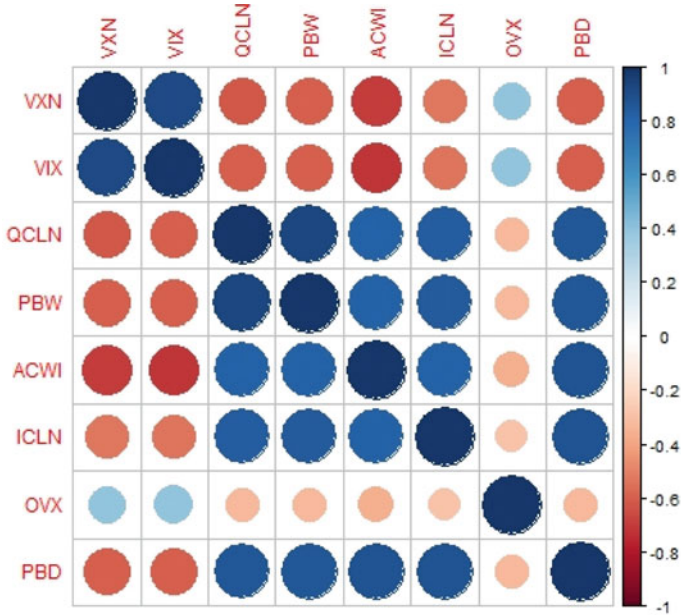 VXN VIX QCLN PBW ACWI ICLN OVX PBD
VXN
VIX
QCLN
PBW
ACWI
ICLN
OVX
PBD
1
0.8
0.6
0.4
0.2
0
-0.2
-0.4
-0.6
-0.8
-1